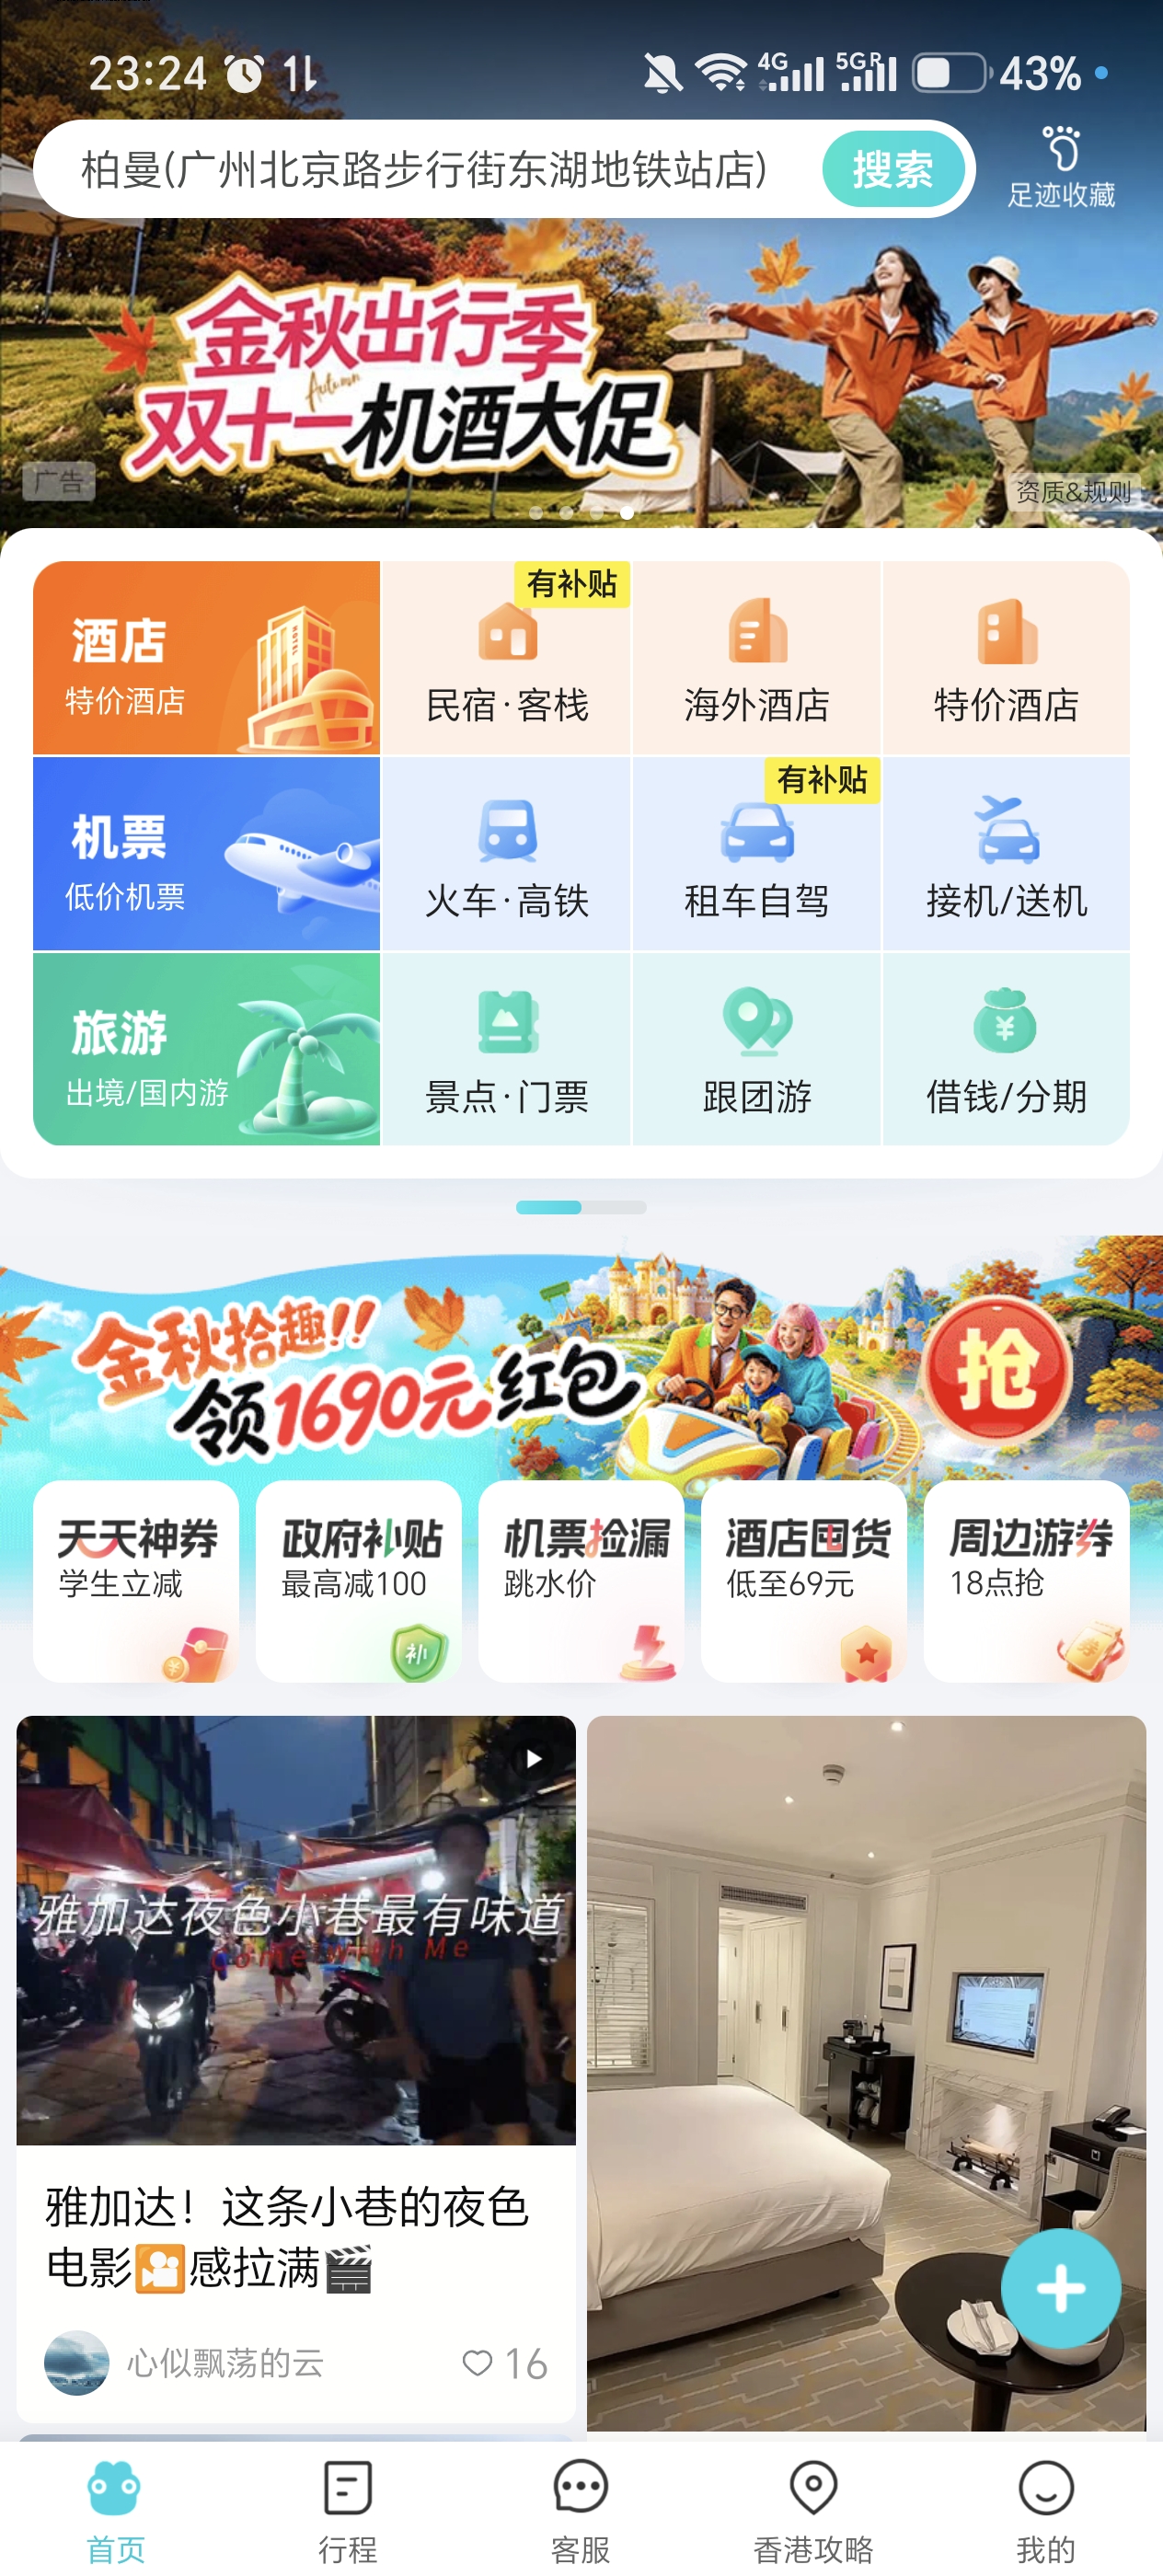 23:24
4G
5G R
43%
柏曼(广州北京路步行街东湖地铁站店)
搜索
足迹收藏
金秋出行季
Autumn
双十一机酒大促
广告
资质&规则
酒店
特价酒店
有补贴
民宿·客栈
海外酒店
特价酒店
机票
低价机票
火车·高铁
有补贴
租车自驾
接机/送机
旅游
出境/国内游
景点·门票
跟团游
借钱/分期
金秋拾趣!!
领1690元红包
抢
天天神券
学生立减
政府补贴
最高减100
补
机票捡漏
跳水价
酒店囤货
低至69元
周边游券
18点抢
券
雅加达夜色小巷最有味道
Come With Me
雅加达！这条小巷的夜色
电影🎦感拉满🎬
心似飘荡的云
16
首页
行程
客服
香港攻略
我的